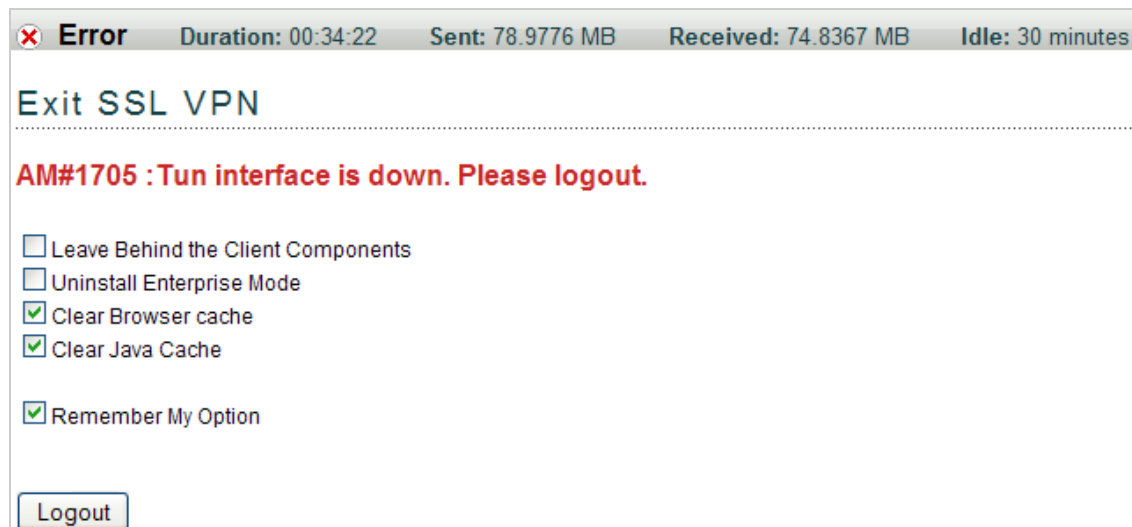 Error Duration: 00:34:22 Sent: 78.9776 MB Received: 74.8367 MB Idle: 30 minutes
Exit SSL VPN
AM#1705 : Tun interface is down. Please logout.
Leave Behind the Client Components
Uninstall Enterprise Mode
Clear Browser cache
Clear Java Cache
Remember My Option
Logout